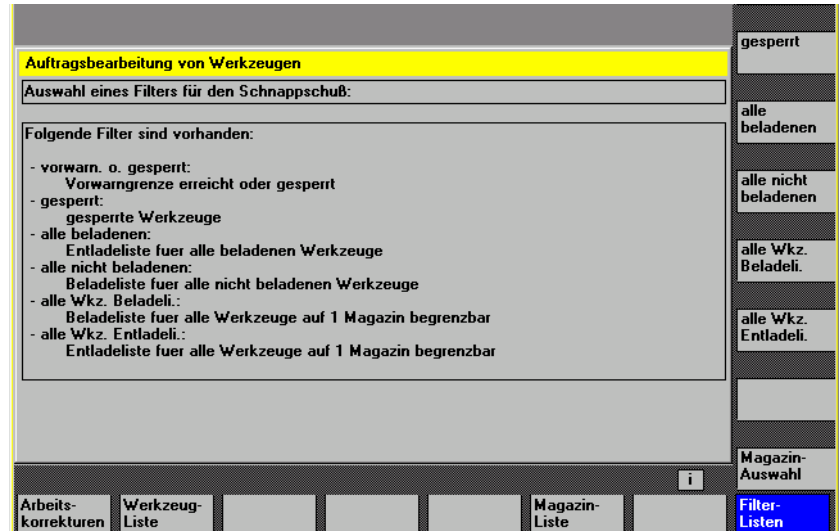 Auftragsbearbeitung von Werkzeugen
Auswahl eines Filters für den Schnappschuß:
Folgende Filter sind vorhanden:
- vorwarn. o. gesperrt:
Vorwarngrenze erreicht oder gesperrt
- gesperrt:
gesperrte Werkzeuge
- alle beladenen:
Entladeliste fuer alle beladenen Werkzeuge
- alle nicht beladenen:
Beladeliste fuer alle nicht beladenen Werkzeuge
- alle Wkz. Beladeli.:
Beladeliste fuer alle Werkzeuge auf 1 Magazin begrenzbar
- alle Wkz. Entladeli.:
Entladeliste fuer alle Werkzeuge auf 1 Magazin begrenzbar
gesperrt
alle
beladenen
alle nicht
beladenen
alle Wkz.
Beladeli.
alle Wkz.
Entladeli.
Magazin-
Auswahl
i
Arbeits-
korrekturen
Werkzeug-
Liste
Magazin-
Liste
Filter-
Listen